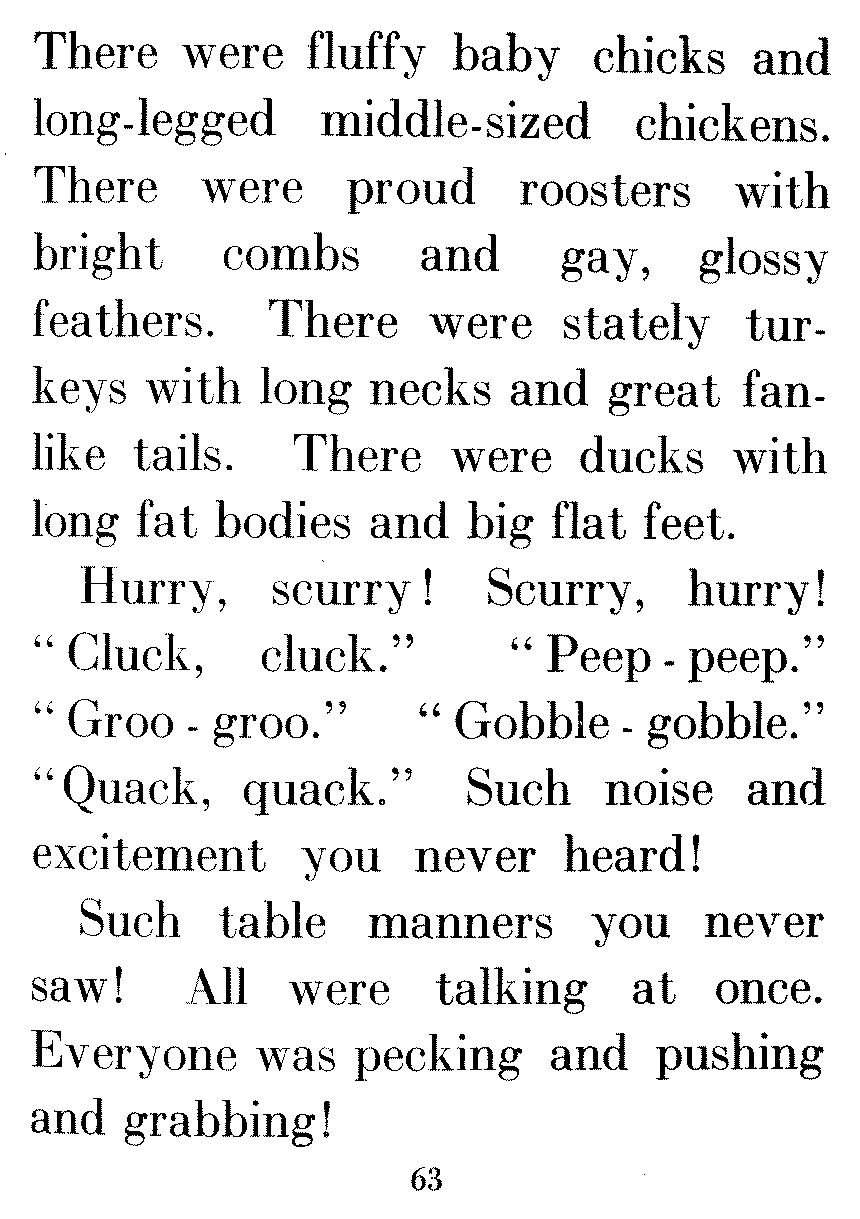 There were fluffy baby chicks and
long-legged middle-sized chickens.
There were proud roosters with
bright combs and gay, glossy
feathers. There were stately tur-
keys with long necks and great fan-
like tails. There were ducks with
long fat bodies and big flat feet.
Hurry, scurry! Scurry, hurry!
“Cluck, cluck.” “Peep-peep.”
“Groo-groo.” “Gobble-gobble.”
“Quack, quack.” Such noise and
excitement you never heard!
Such table manners you never
saw! All were talking at once.
Everyone was pecking and pushing
and grabbing!
63